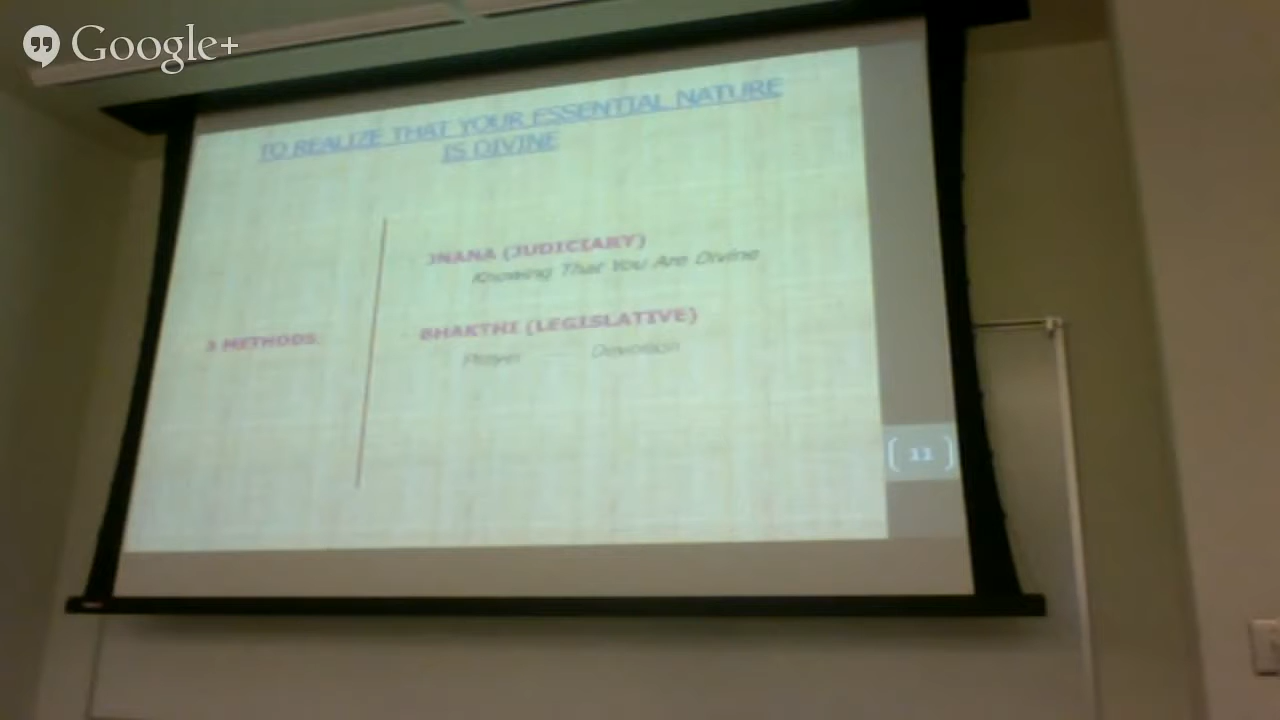 Google+
TO REALIZE THAT YOUR ESSENTIAL NATURE
IS DIVINE
JNANA (JUDICIARY)
Knowing That You Are Divine
3 METHODS
BHAKTHI (LEGISLATIVE)
Prayer Devotion
11